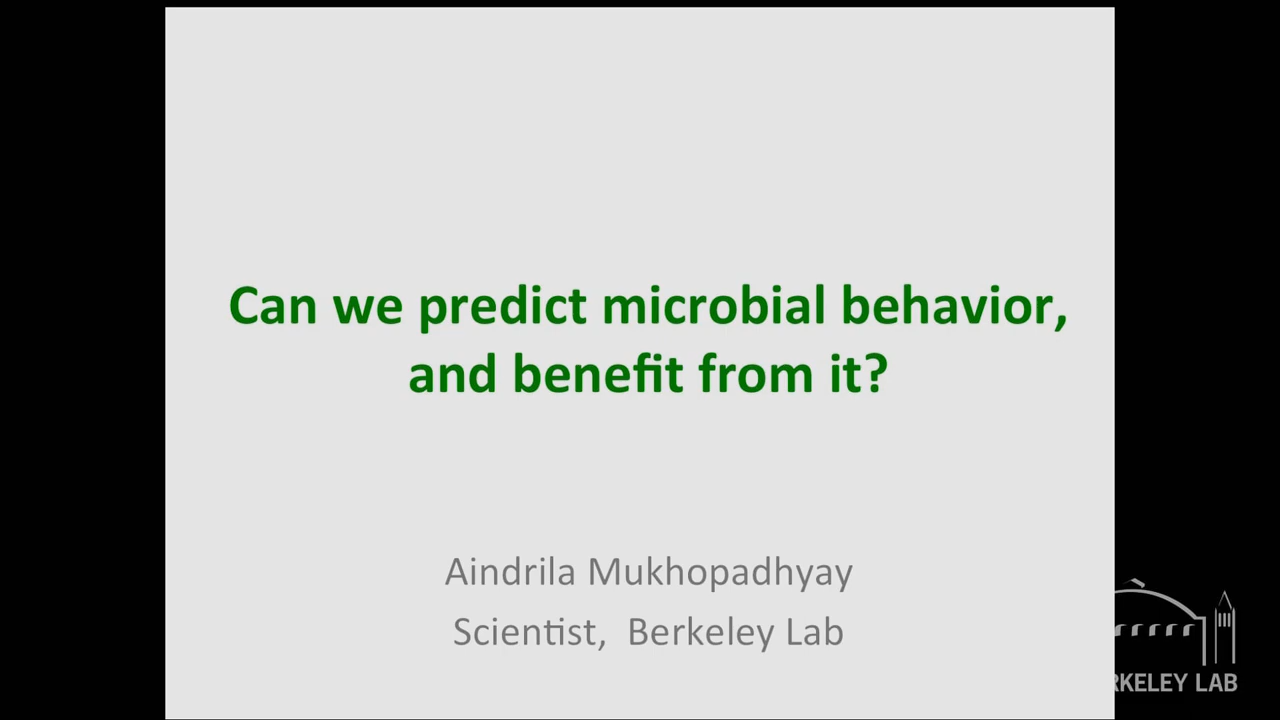 Can we predict microbial behavior,
and benefit from it?
Aindrila Mukhopadhyay
Scientist, Berkeley Lab
RKELEY LAB